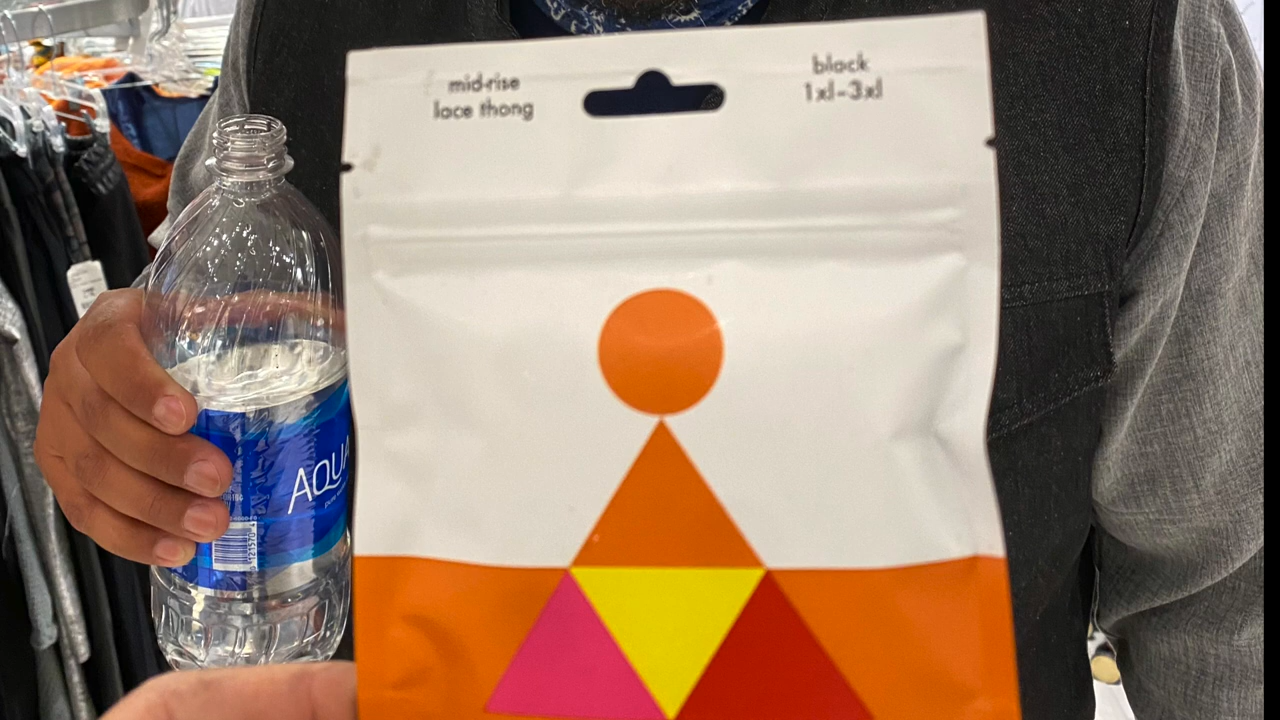 mid-rise
lace thong
black
1xl-3xl
AQUA